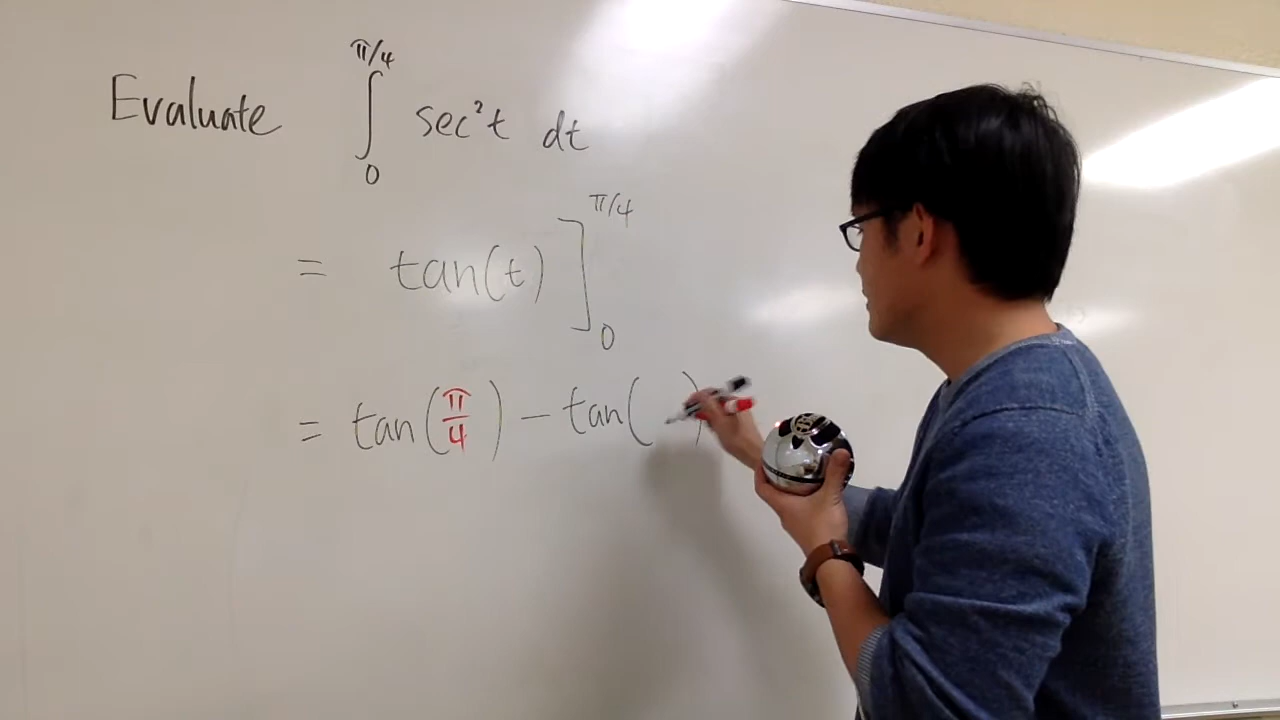 Evaluate ∫₀^π/4 sec²t dt
= tan(t) ]₀^π/4
= tan(π/4) - tan( )